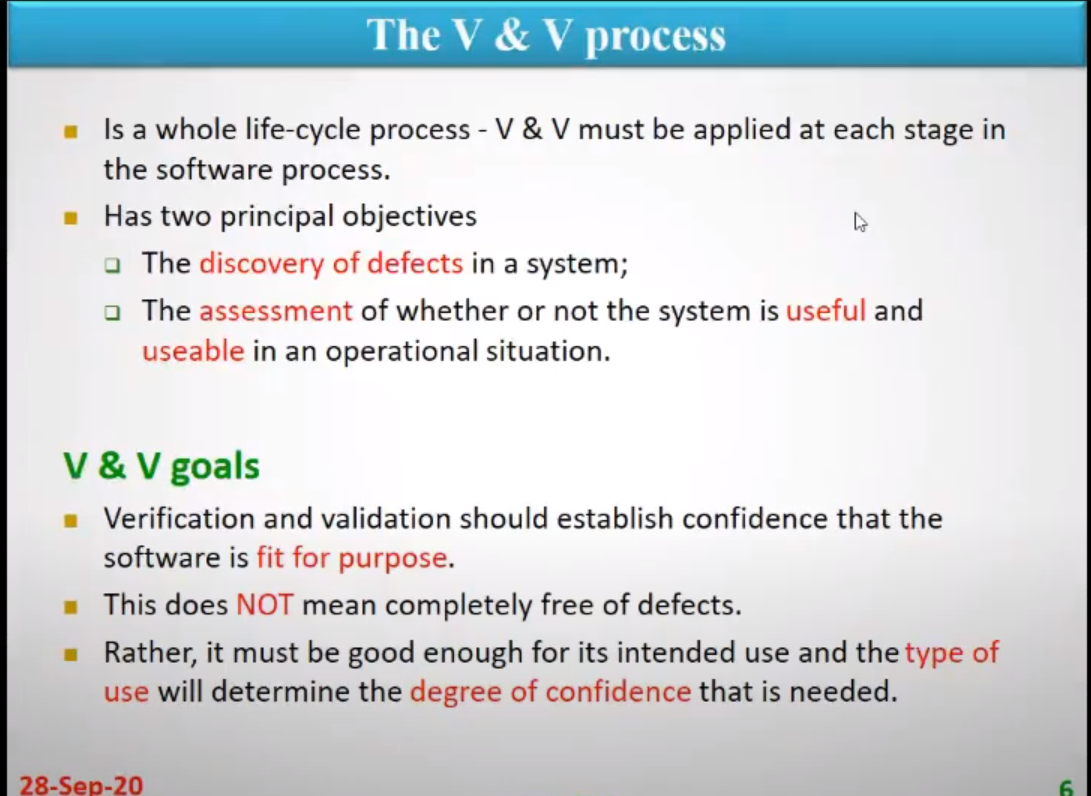 The V & V process
Is a whole life-cycle process - V & V must be applied at each stage in
the software process.
Has two principal objectives
The discovery of defects in a system;
The assessment of whether or not the system is useful and
useable in an operational situation.
V & V goals
Verification and validation should establish confidence that the
software is fit for purpose.
This does NOT mean completely free of defects.
Rather, it must be good enough for its intended use and the type of
use will determine the degree of confidence that is needed.
28-Sep-20
6